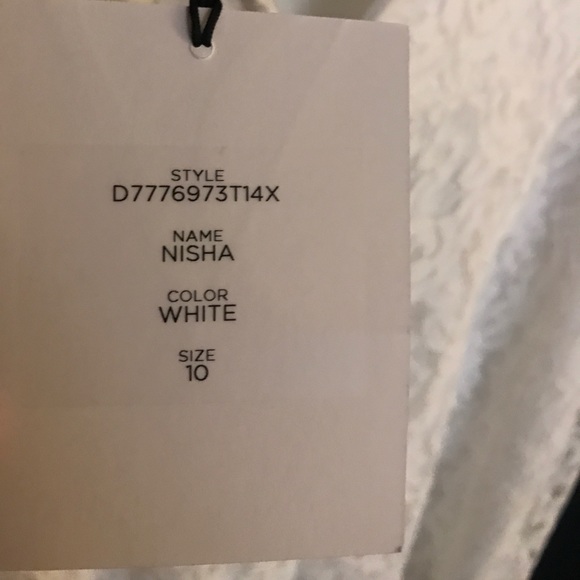 STYLE
D7776973T14X
NAME
NISHA
COLOR
WHITE
SIZE
10